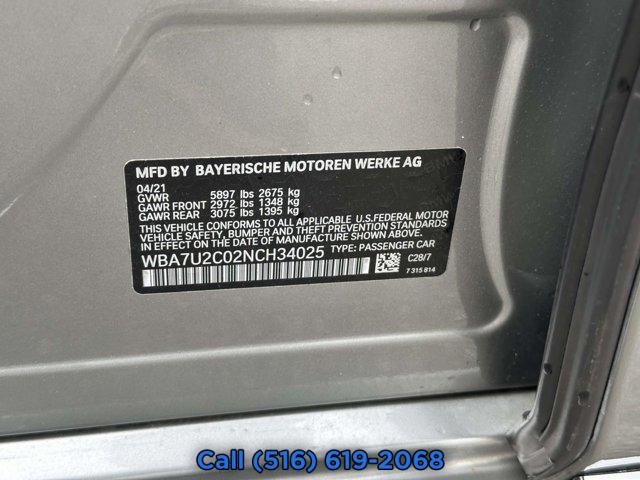 MFD BY BAYERISCHE MOTOREN WERKE AG
04/21
GVWR 5897 lbs 2675 kg
GAWR FRONT 2972 lbs 1348 kg
GAWR REAR 3075 lbs 1395 kg
THIS VEHICLE CONFORMS TO ALL APPLICABLE U.S.FEDERAL MOTOR
VEHICLE SAFETY, BUMPER, AND THEFT PREVENTION STANDARDS
IN EFFECT ON THE DATE OF MANUFACTURE SHOWN ABOVE.
WBA7U2C02NCH34025 TYPE: PASSENGER CAR
C28/7
7 315 814
Call (516) 619-2068